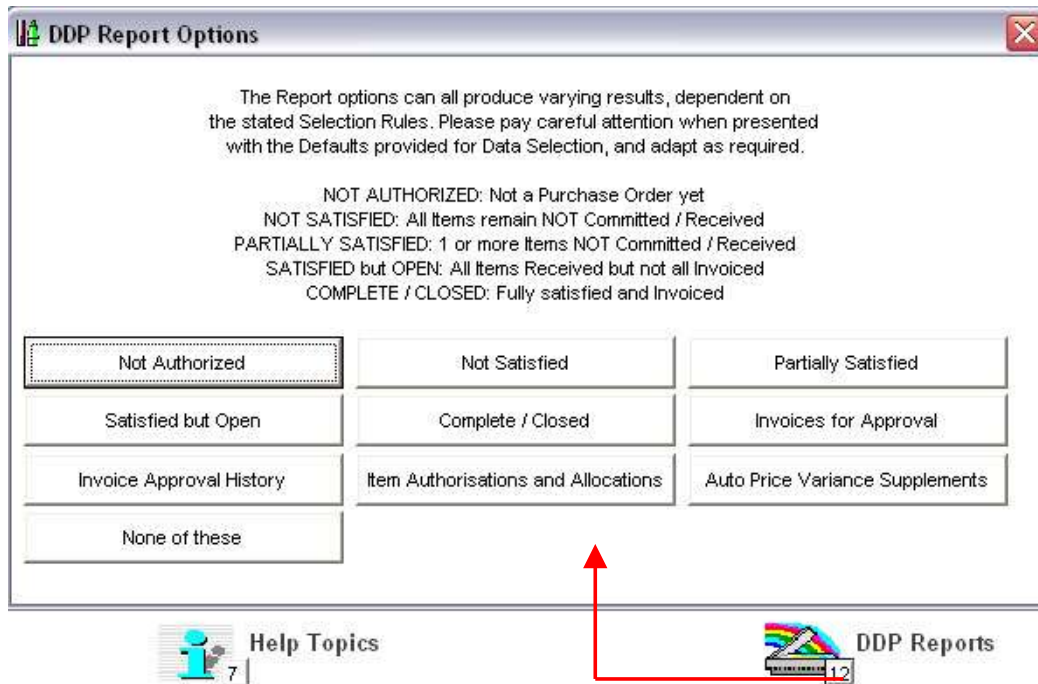 DDP Report Options
The Report options can all produce varying results, dependent on
the stated Selection Rules. Please pay careful attention when presented
with the Defaults provided for Data Selection, and adapt as required.
NOT AUTHORIZED: Not a Purchase Order yet
NOT SATISFIED: All Items remain NOT Committed / Received
PARTIALLY SATISFIED: 1 or more Items NOT Committed / Received
SATISFIED but OPEN: All Items Received but not all Invoiced
COMPLETE / CLOSED: Fully satisfied and Invoiced
Not Authorized
Not Satisfied
Partially Satisfied
Satisfied but Open
Complete / Closed
Invoices for Approval
Invoice Approval History
Item Authorisations and Allocations
Auto Price Variance Supplements
None of these
Help Topics
7
DDP Reports
12